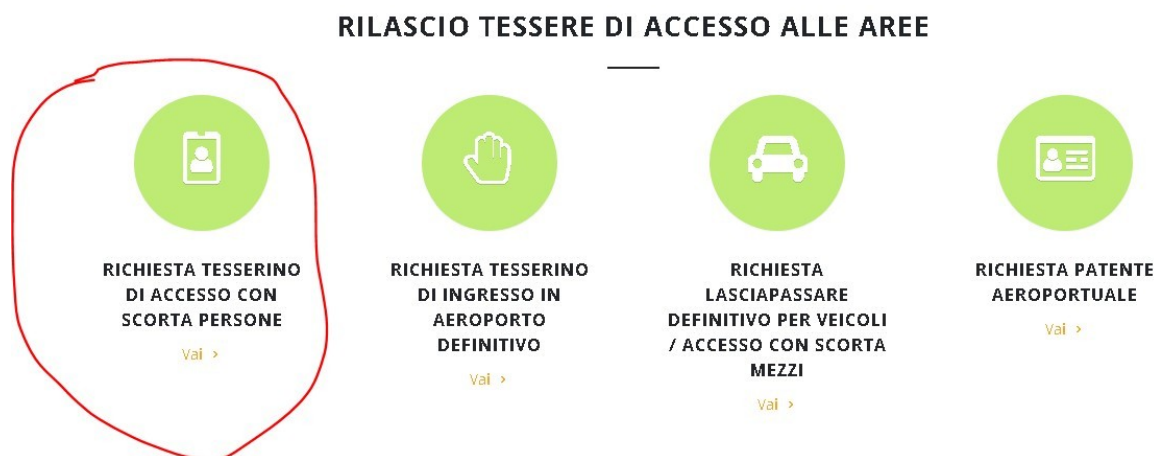 RILASCIO TESSERE DI ACCESSO ALLE AREE
RICHIESTA TESSERINO
DI ACCESSO CON
SCORTA PERSONE
Vai >
RICHIESTA TESSERINO
DI INGRESSO IN
AEROPORTO
DEFINITIVO
Vai >
RICHIESTA
LASCIAPASSARE
DEFINITIVO PER VEICOLI
/ ACCESSO CON SCORTA
MEZZI
Vai >
RICHIESTA PATENTE
AEROPORTUALE
Vai >